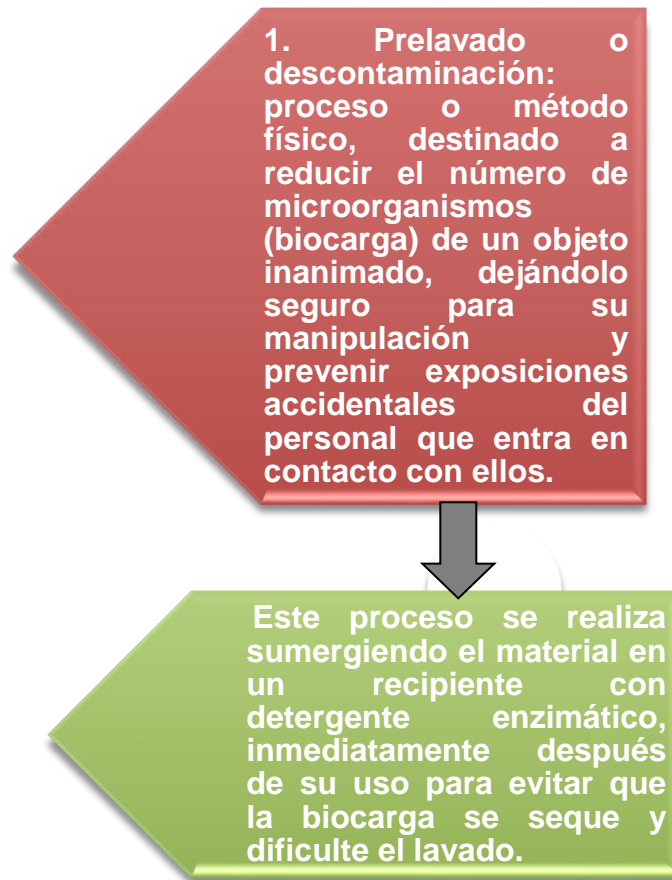 1. Prelavado o
descontaminación:
proceso o método
físico, destinado a
reducir el número de
microorganismos
(biocarga) de un objeto
inanimado, dejándolo
seguro para su
manipulación y
prevenir exposiciones
accidentales del
personal que entra en
contacto con ellos.
Este proceso se realiza
sumergiendo el material en
un recipiente con
detergente enzimático,
inmediatamente después
de su uso para evitar que
la biocarga se seque y
dificulte el lavado.